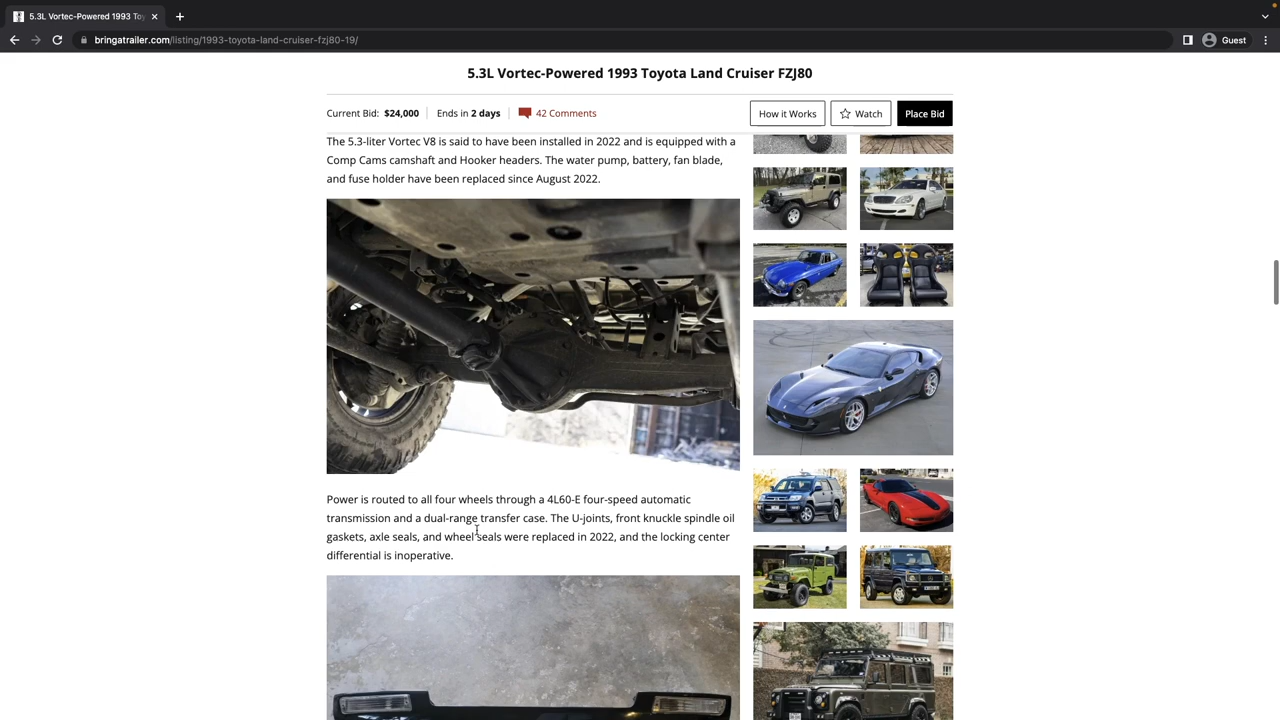 5.3L Vortec-Powered 1993 Toy
bringatrailer.com/listing/1993-toyota-land-cruiser-fzj80-19/
Guest
5.3L Vortec-Powered 1993 Toyota Land Cruiser FZJ80
Current Bid: $24,000 Ends in 2 days 42 Comments
How it Works Watch Place Bid
The 5.3-liter Vortec V8 is said to have been installed in 2022 and is equipped with a
Comp Cams camshaft and Hooker headers. The water pump, battery, fan blade,
and fuse holder have been replaced since August 2022.
Power is routed to all four wheels through a 4L60-E four-speed automatic
transmission and a dual-range transfer case. The U-joints, front knuckle spindle oil
gaskets, axle seals, and wheel seals were replaced in 2022, and the locking center
differential is inoperative.